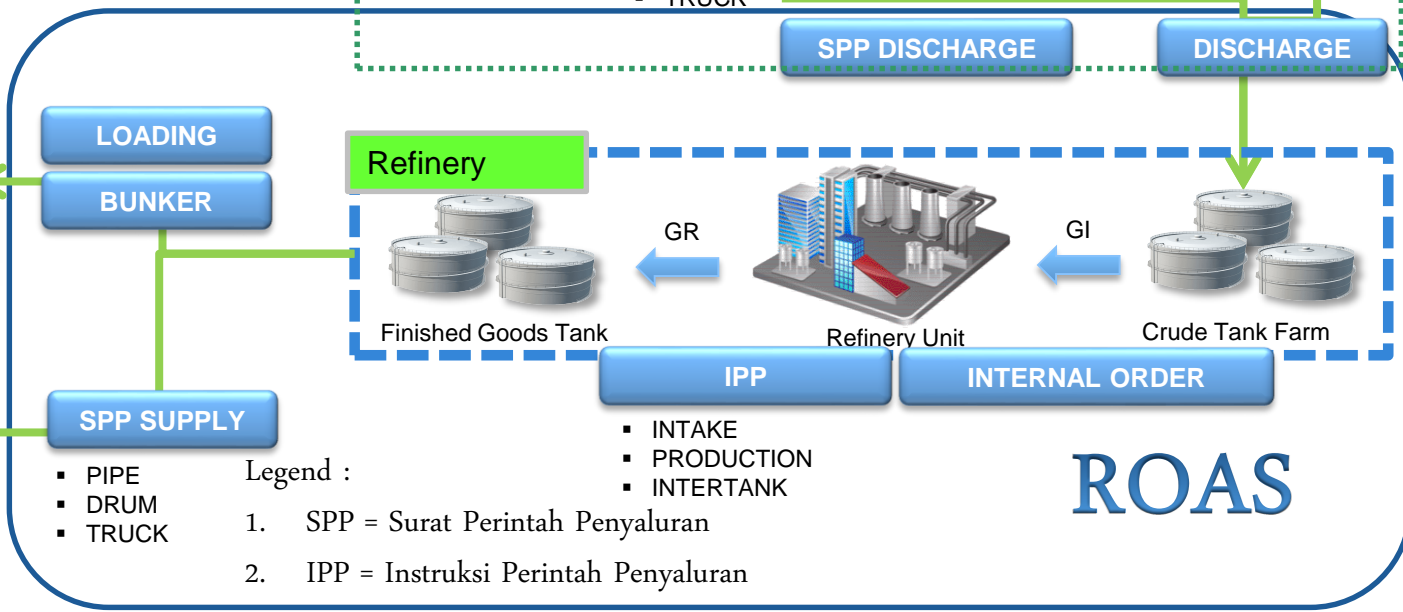 TRUCK
SPP DISCHARGE
DISCHARGE
LOADING
BUNKER
Refinery
GR
GI
Finished Goods Tank
Refinery Unit
Crude Tank Farm
IPP
INTERNAL ORDER
▪ INTAKE
▪ PRODUCTION
▪ INTERTANK
SPP SUPPLY
▪ PIPE
▪ DRUM
▪ TRUCK
Legend :
1. SPP = Surat Perintah Penyaluran
2. IPP = Instruksi Perintah Penyaluran
ROAS